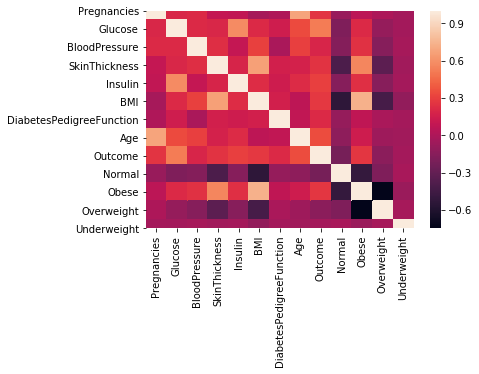 Pregnancies
Glucose
BloodPressure
SkinThickness
Insulin
BMI
DiabetesPedigreeFunction
Age
Outcome
Normal
Obese
Overweight
Underweight
Pregnancies
Glucose
BloodPressure
SkinThickness
Insulin
BMI
DiabetesPedigreeFunction
Age
Outcome
Normal
Obese
Overweight
Underweight
0.9
0.6
0.3
0.0
−0.3
−0.6